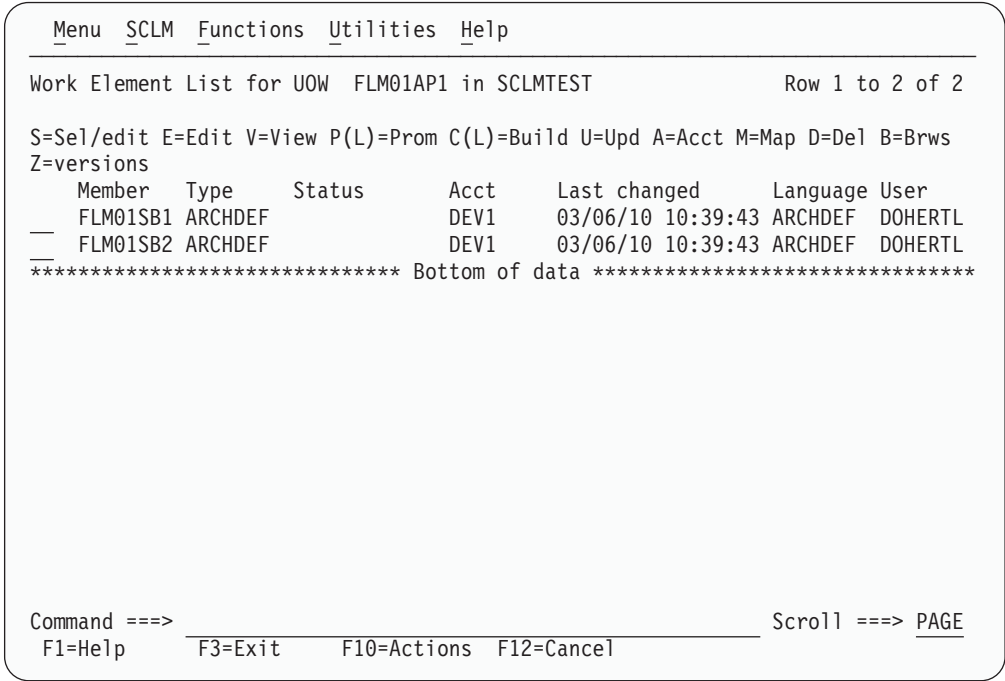 Menu SCLM Functions Utilities Help
Work Element List for UOW FLM01AP1 in SCLMTEST Row 1 to 2 of 2
S=Sel/edit E=Edit V=View P(L)=Prom C(L)=Build U=Upd A=Acct M=Map D=Del B=Brws
Z=versions
Member Type Status Acct Last changed Language User
__ FLM01SB1 ARCHDEF DEV1 03/06/10 10:39:43 ARCHDEF DOHERTL
__ FLM01SB2 ARCHDEF DEV1 03/06/10 10:39:43 ARCHDEF DOHERTL
******************************* Bottom of data ********************************
Command ===> Scroll ===> PAGE
F1=Help F3=Exit F10=Actions F12=Cancel